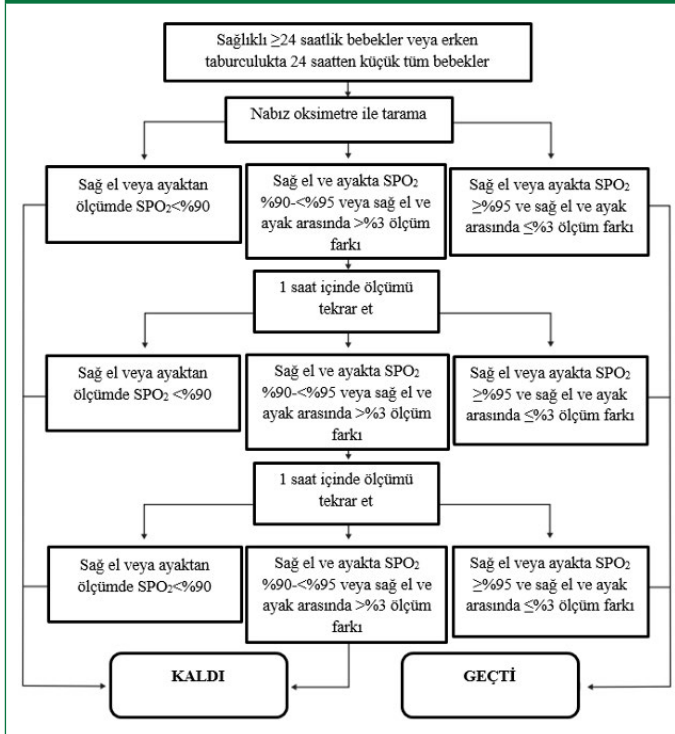 Sağlıklı ≥24 saatlik bebekler veya erken
taburculukta 24 saatten küçük tüm bebekler
Nabız oksimetre ile tarama
Sağ el veya ayaktan
ölçümde SPO₂<%90
Sağ el ve ayakta SPO₂
%90-<%95 veya sağ el ve
ayak arasında >%3 ölçüm
farkı
Sağ el veya ayakta SPO₂
≥%95 ve sağ el ve ayak
arasında ≤%3 ölçüm farkı
1 saat içinde ölçümü
tekrar et
Sağ el veya ayaktan
ölçümde SPO₂ <%90
Sağ el ve ayakta SPO₂
%90-<%95 veya sağ el ve
ayak arasında >%3 ölçüm
farkı
Sağ el veya ayakta SPO₂
≥%95 ve sağ el ve ayak
arasında ≤%3 ölçüm farkı
1 saat içinde ölçümü
tekrar et
Sağ el veya ayaktan
ölçümde SPO₂<%90
Sağ el ve ayakta SPO₂
%90-<%95 veya sağ el ve
ayak arasında >%3 ölçüm
farkı
Sağ el veya ayakta SPO₂
≥%95 ve sağ el ve ayak
arasında ≤%3 ölçüm farkı
KALDI
GEÇTİ